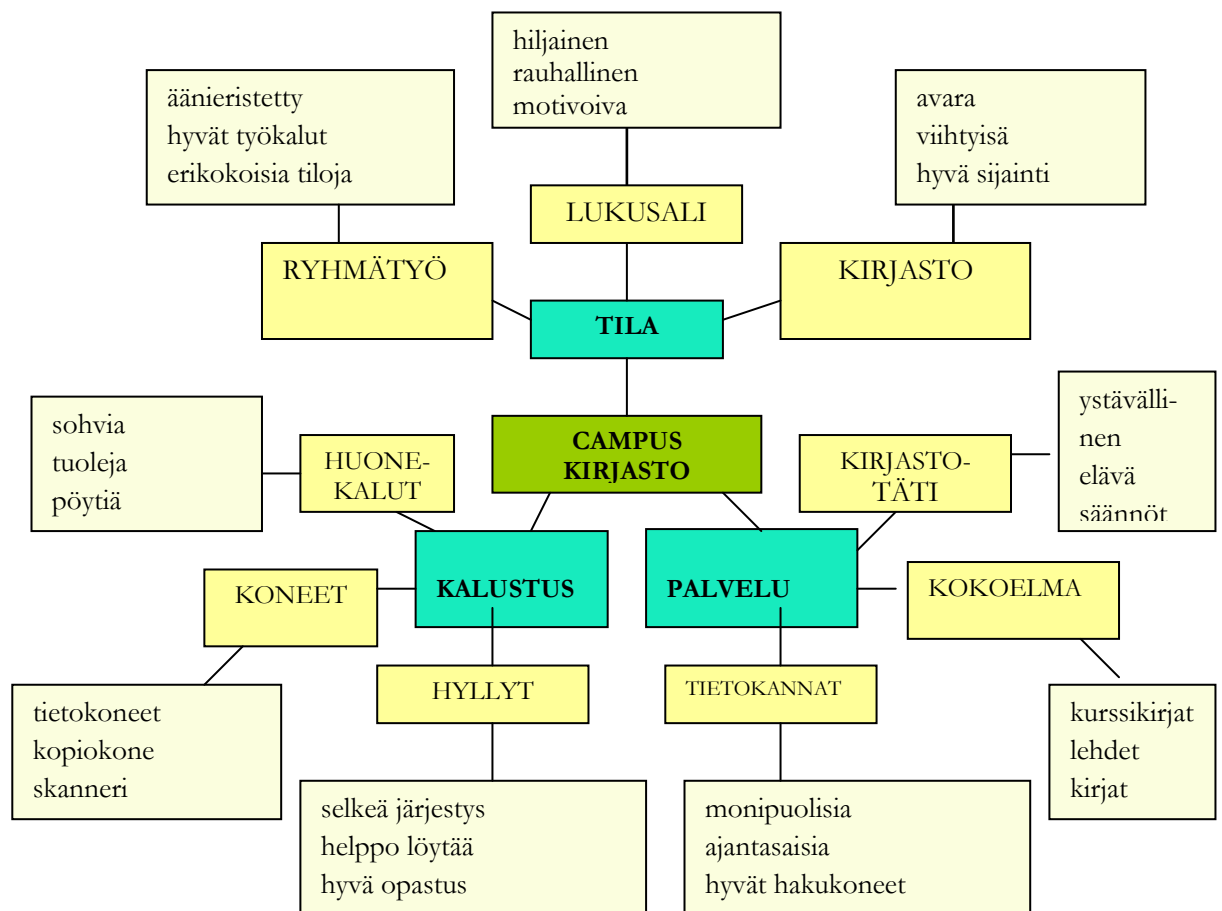 hiljainen
rauhallinen
motivoiva
äänieristetty
hyvät työkalut
erikokoisia tiloja
avara
viihtyisä
hyvä sijainti
LUKUSALI
RYHMÄTYÖ
KIRJASTO
TILA
sohvia
tuoleja
pöytiä
HUONE-
KALUT
CAMPUS
KIRJASTO
KIRJASTO-
TÄTI
ystävälli-
nen
elävä
säännöt
KONEET
KALUSTUS
PALVELU
KOKOELMA
HYLLYT
TIETOKANNAT
tietokoneet
kopiokone
skanneri
kurssikirjat
lehdet
kirjat
selkeä järjestys
helppo löytää
hyvä opastus
monipuolisia
ajantasaisia
hyvät hakukoneet